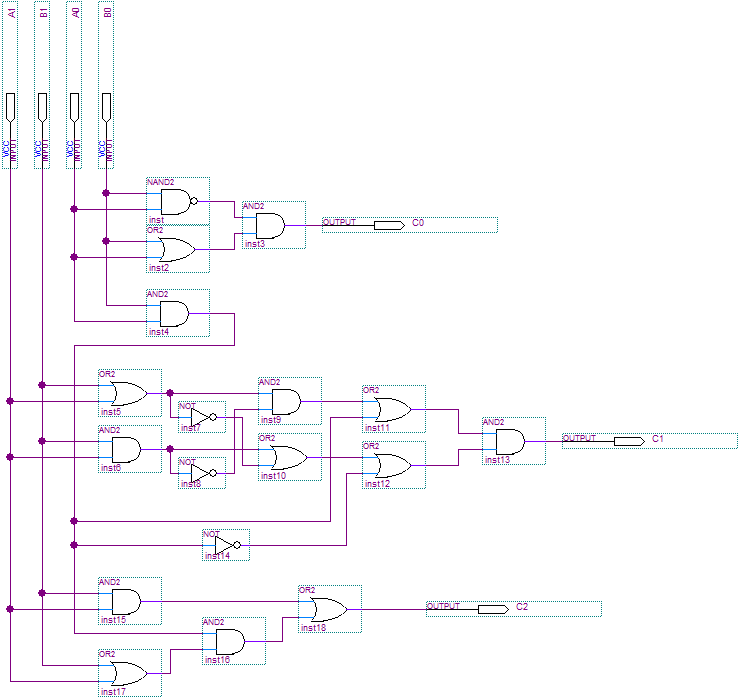 A1 B1 A0 B0
VCC VCC VCC VCC
INPUT INPUT INPUT INPUT
NAND2
inst
OR2
inst2
AND2
inst3
OUTPUT C0
AND2
inst4
OR2
inst5
NOT
inst7
AND2
inst9
OR2
inst11
AND2
inst6
NOT
inst8
OR2
inst10
OR2
inst12
AND2
inst13
OUTPUT C1
NOT
inst14
AND2
inst15
AND2
inst16
OR2
inst18
OUTPUT C2
OR2
inst17